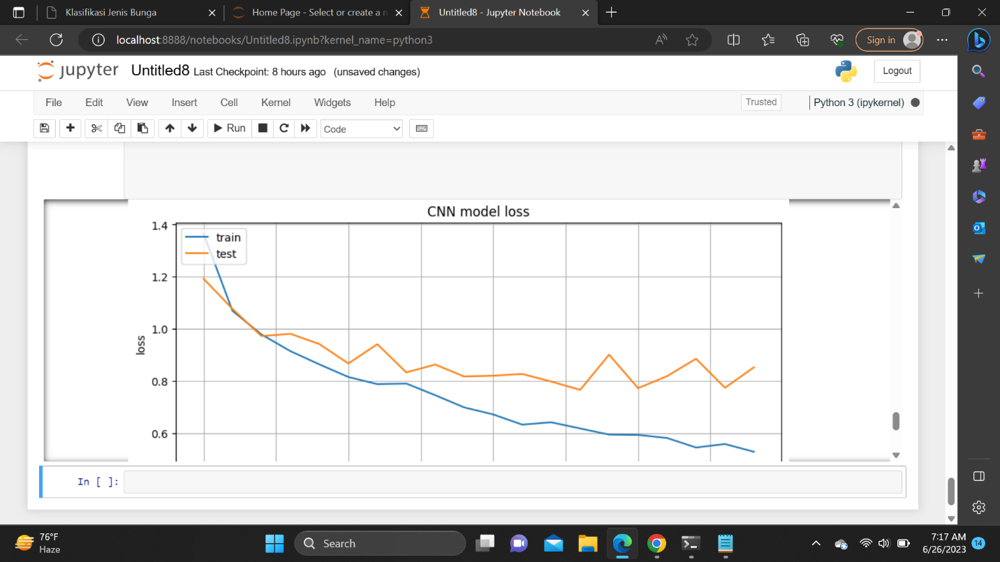 Klasifikasi Jenis Bunga
Home Page - Select or create a n
Untitled8 - Jupyter Notebook
localhost:8888/notebooks/Untitled8.ipynb?kernel_name=python3
Sign in
jupyter Untitled8 Last Checkpoint: 8 hours ago (unsaved changes)
Logout
File Edit View Insert Cell Kernel Widgets Help
Trusted
Python 3 (ipykernel)
Run
Code
CNN model loss
train
test
1.4
1.2
1.0
0.8
0.6
loss
In [ ]:
76°F
Haze
Search
7:17 AM
6/26/2023
14